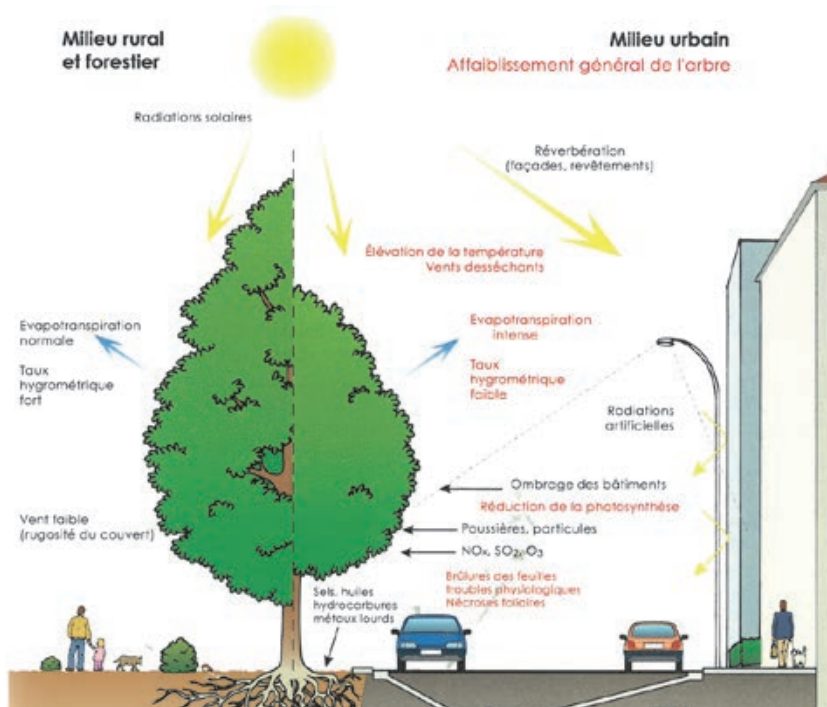 Milieu rural
et forestier
Milieu urbain
Affaiblissement général de l'arbre
Radiations solaires
Réverbération
(façades, revêtements)
Élévation de la température
Vents desséchants
Evapotranspiration
normale
Taux
hygrométrique
fort
Evapotranspiration
intense
Taux
hygrométrique
faible
Radiations
artificielles
Ombrage des bâtiments
Réduction de la photosynthèse
Vent faible
(rugosité du couvert)
Poussières, particules
NOx, SO2, O3
Brûlures des feuilles
troubles physiologiques
Nécroses foliaires
Sels, huiles
hydrocarbures
métaux lourds